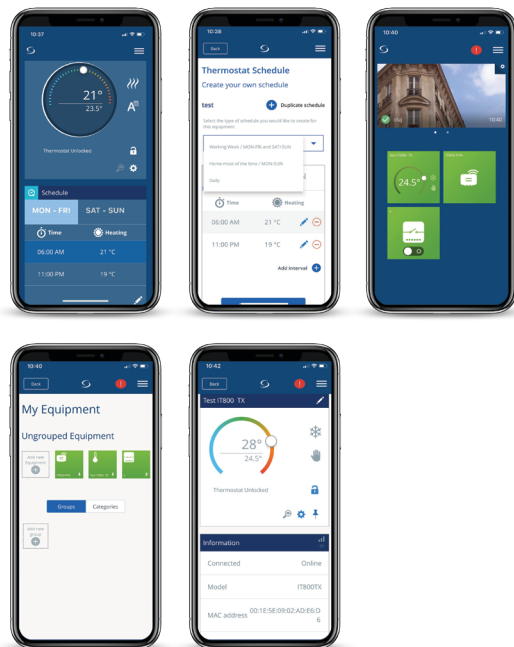 10:37
21°
23.5°
A
Thermostat Unlocked
Schedule
MON - FRI SAT - SUN
Time Heating
06:00 AM 21 °C
11:00 PM 19 °C
10:38
Back
Thermostat Schedule
Create your own schedule
test Duplicate schedule
Select the type of schedule you would like to create for
this equipment:
Working Week / MON-FRI and SAT+SUN
Home most of the time / MON-SUN
Daily
Time Heating
06:00 AM 21 °C
11:00 PM 19 °C
Add Interval
10:40
!
10:40
24.5°
10:40
Back !
My Equipment
Ungrouped Equipment
Add new
Equipment
Groups Categories
Add new
group
10:42
Back !
Test IT800 TX
28°
24.5°
Thermostat Unlocked
Information
Connected Online
Model IT800TX
MAC address 00:1E:5E:09:02:AD:E6:D
6